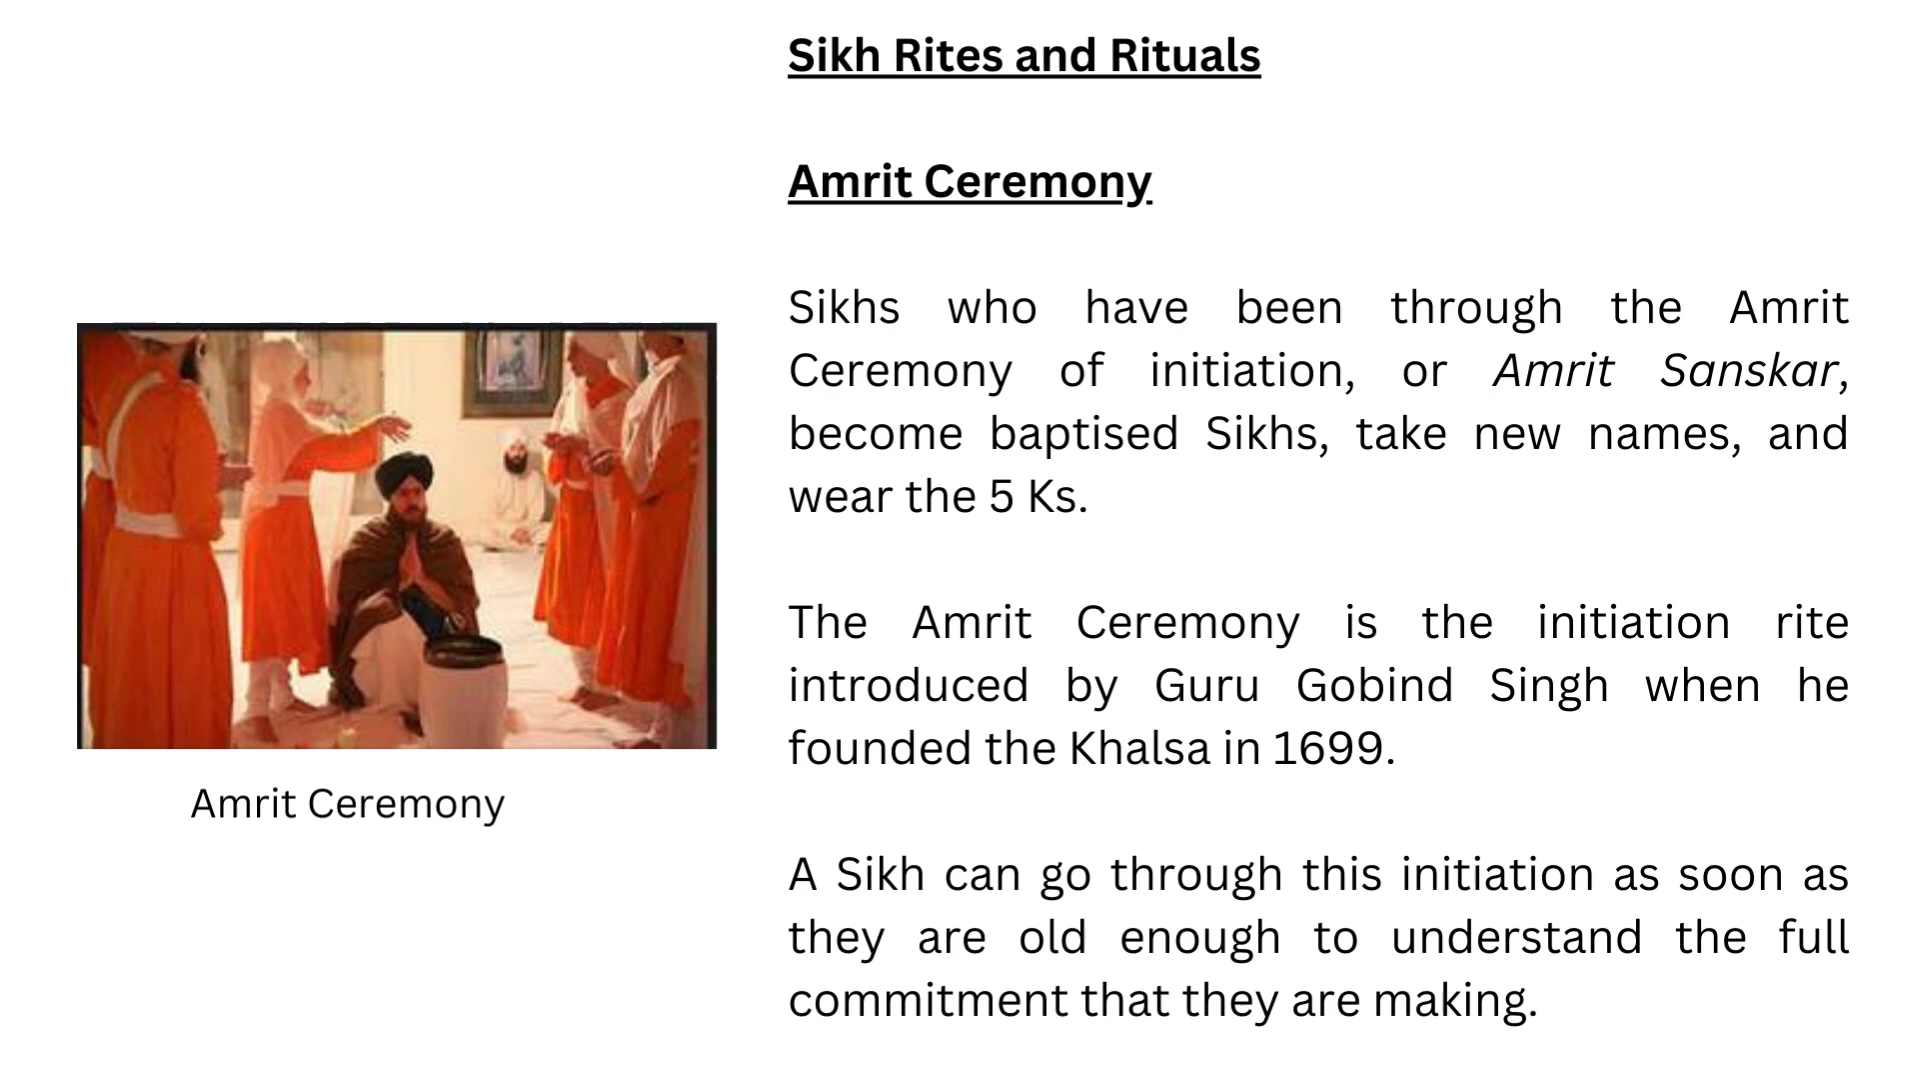 Sikh Rites and Rituals
Amrit Ceremony
Sikhs who have been through the Amrit
Ceremony of initiation, or Amrit Sanskar,
become baptised Sikhs, take new names, and
wear the 5 Ks.
The Amrit Ceremony is the initiation rite
introduced by Guru Gobind Singh when he
founded the Khalsa in 1699.
A Sikh can go through this initiation as soon as
they are old enough to understand the full
commitment that they are making.
Amrit Ceremony